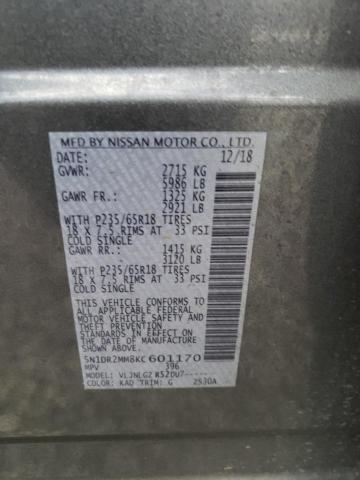 MFD BY NISSAN MOTOR CO., LTD.
DATE: 12/18
GVWR: 2715 KG
5986 LB
GAWR FR.: 1325 KG
2921 LB
WITH P235/65R18 TIRES
18 x 7.5 RIMS AT 33 PSI
COLD SINGLE
GAWR RR.: 1415 KG
3120 LB
WITH P235/65R18 TIRES
18 x 7.5 RIMS AT 33 PSI
COLD SINGLE
THIS VEHICLE CONFORMS TO
ALL APPLICABLE FEDERAL
MOTOR VEHICLE SAFETY AND
THEFT PREVENTION
STANDARDS IN EFFECT ON
THE DATE OF MANUFACTURE
SHOWN ABOVE
5N1DR2MM8KC601170
MPV 396
MODEL: VLJNLGZ K52DU7-----
COLOR: KAD TRIM: G 2530A